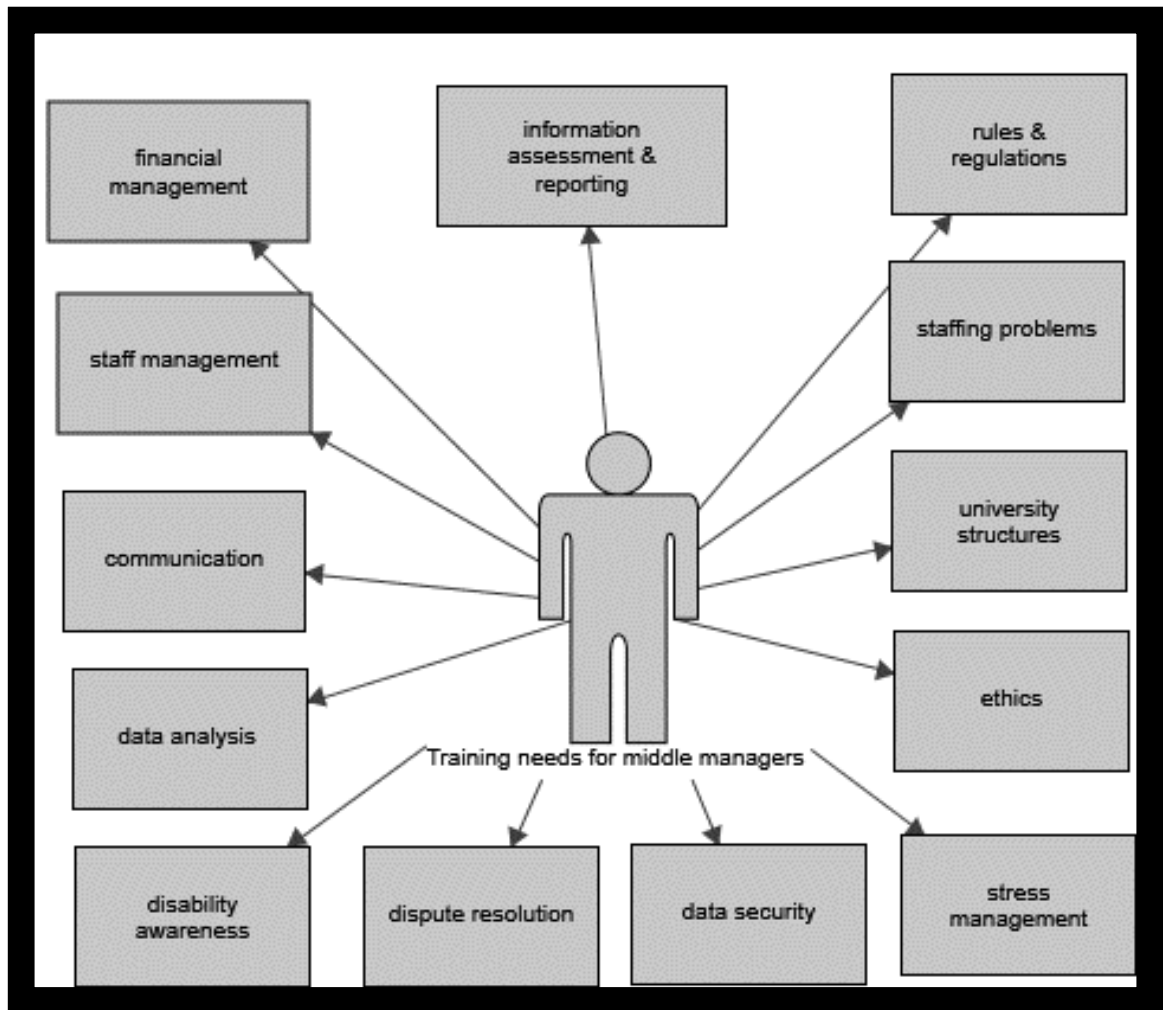 financial
management
information
assessment &
reporting
rules &
regulations
staff management
staffing problems
communication
university
structures
data analysis
ethics
Training needs for middle managers
disability
awareness
dispute resolution
data security
stress
management